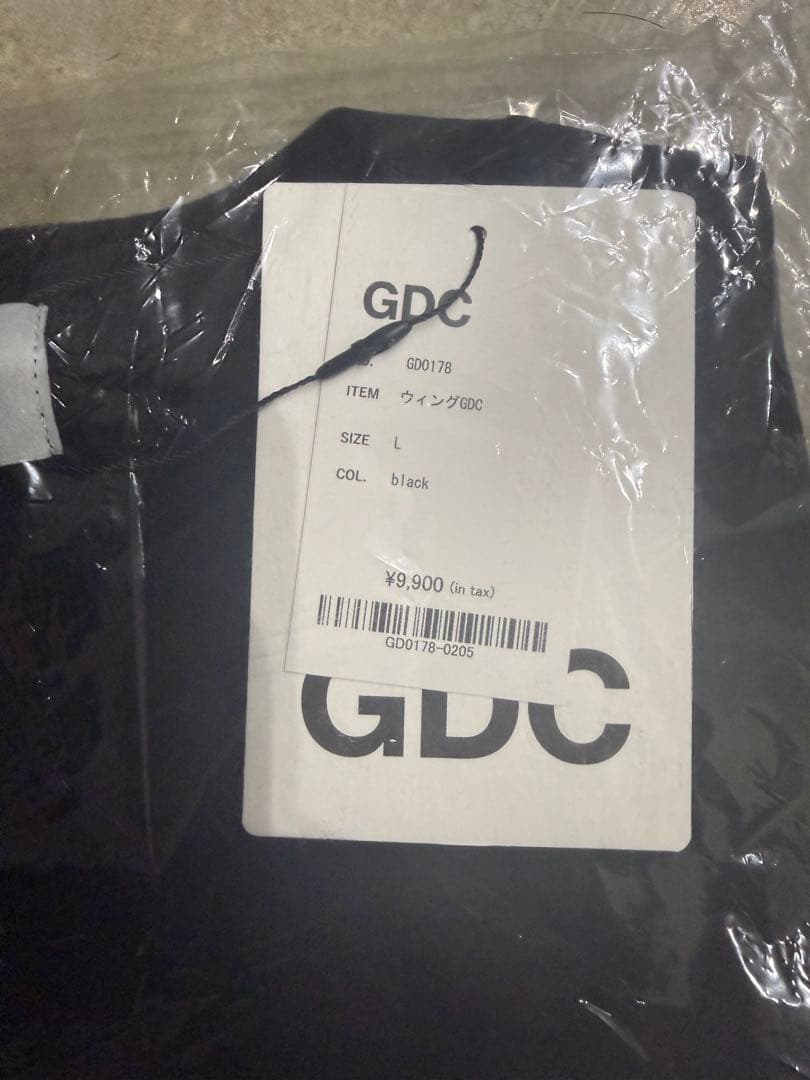 GDC
GD0178
ITEM ウィングGDC
SIZE L
COL. black
¥9,900 (in tax)
GD0178-0205
GDC